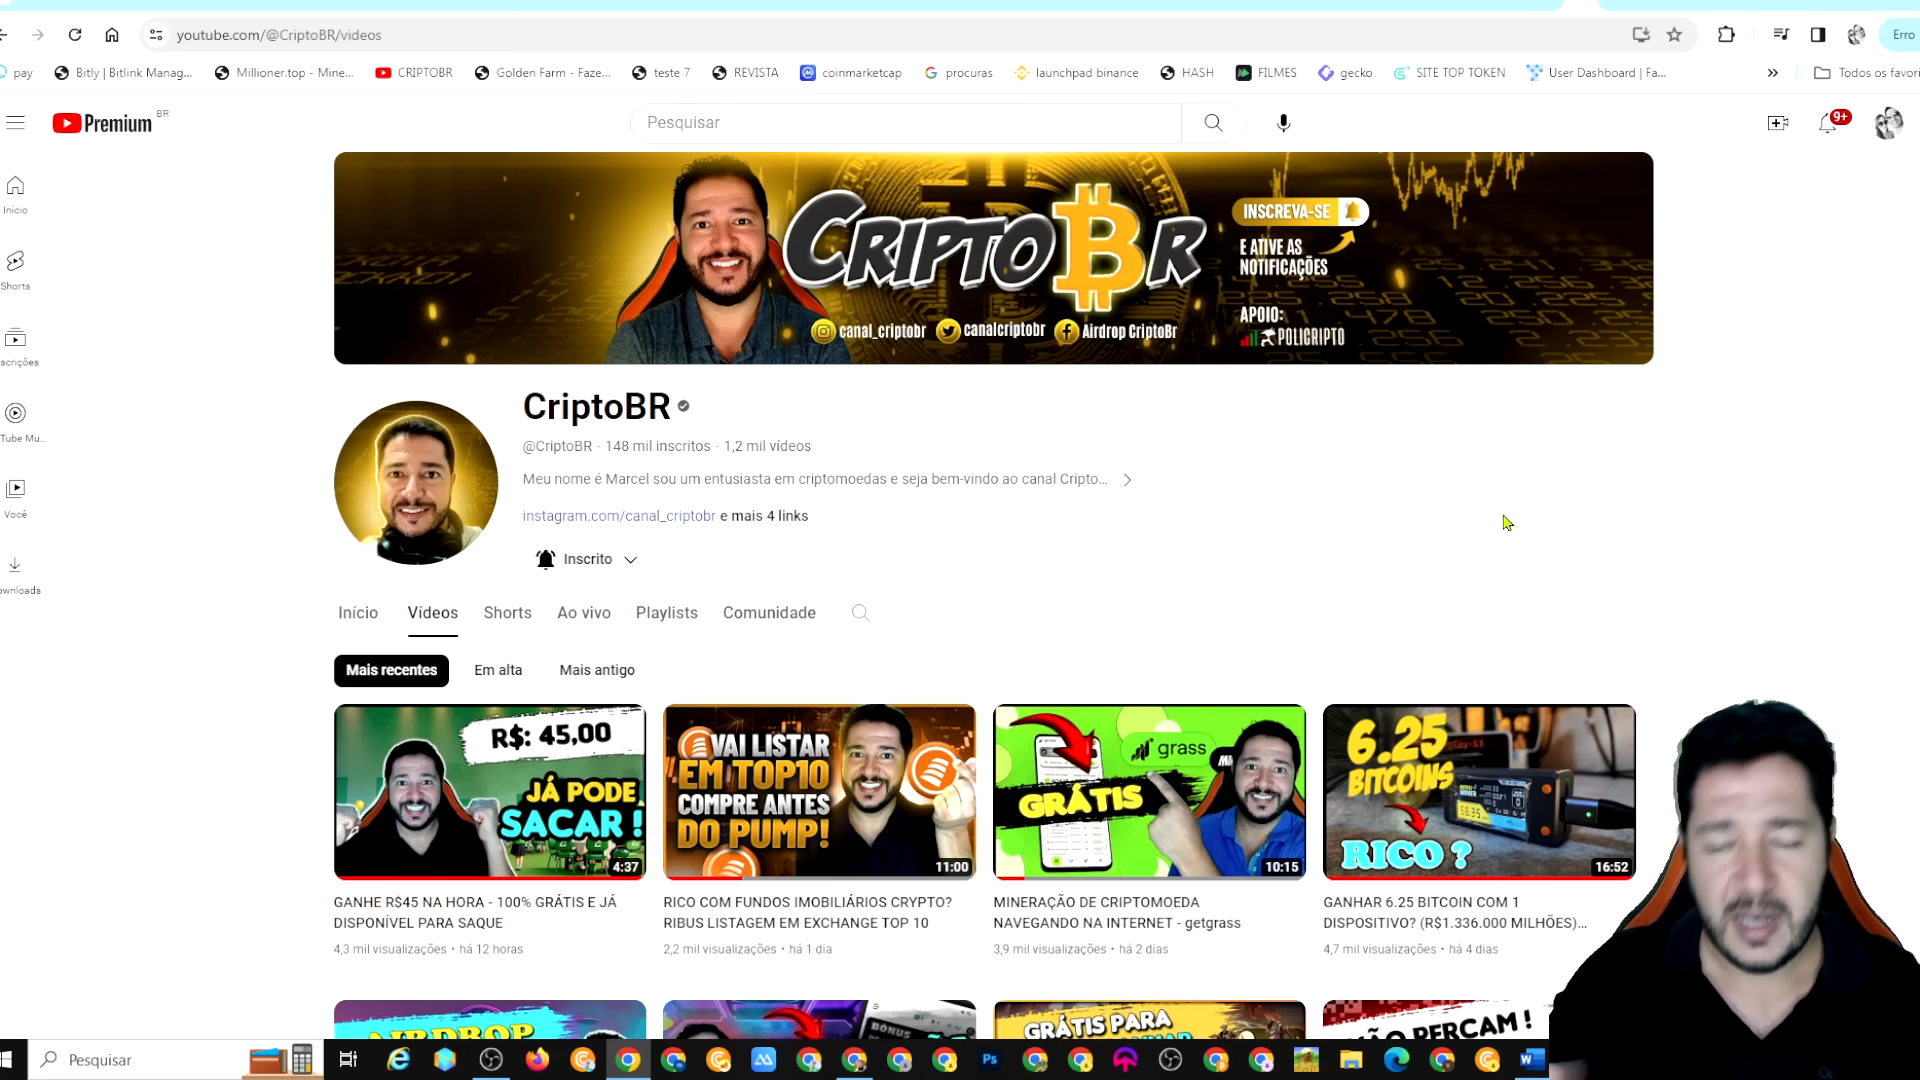 youtube.com/@CriptoBR/videos
Erro
pay
Bitly | Bitlink Manag...
Millioner.top - Mine...
CRIPTOBR
Golden Farm - Faze...
teste 7
REVISTA
coinmarketcap
procuras
launchpad binance
HASH
FILMES
gecko
SITE TOP TOKEN
User Dashboard | Fa...
Todos os favori
Premium BR
Pesquisar
9+
Início
Shorts
scrições
Tube Mu...
Você
ownloads
CRIPTOBR
INSCREVA-SE
E ATIVE AS
NOTIFICAÇÕES
APOIO:
POLICRIPTO
canal_criptobr
canalcriptobr
Airdrop CriptoBr
CriptoBR
@CriptoBR · 148 mil inscritos · 1,2 mil vídeos
Meu nome é Marcel sou um entusiasta em criptomoedas e seja bem-vindo ao canal Cripto...
instagram.com/canal_criptobr e mais 4 links
Inscrito
Início
Vídeos
Shorts
Ao vivo
Playlists
Comunidade
Mais recentes
Em alta
Mais antigo
R$: 45,00
JÁ PODE
SACAR !
4:37
VAI LISTAR
EM TOP10
COMPRE ANTES
DO PUMP!
11:00
grass
GRÁTIS
10:15
6.25
BITCOINS
RICO ?
16:52
GANHE R$45 NA HORA - 100% GRÁTIS E JÁ
DISPONÍVEL PARA SAQUE
4,3 mil visualizações · há 12 horas
RICO COM FUNDOS IMOBILIÁRIOS CRYPTO?
RIBUS LISTAGEM EM EXCHANGE TOP 10
2,2 mil visualizações · há 1 dia
MINERAÇÃO DE CRIPTOMOEDA
NAVEGANDO NA INTERNET - getgrass
3,9 mil visualizações · há 2 dias
GANHAR 6.25 BITCOIN COM 1
DISPOSITIVO? (R$1.336.000 MILHÕES)...
4,7 mil visualizações · há 4 dias
AIRDROP
BÔNUS
GRÁTIS PARA
NÃO PERCAM !
Pesquisar
Ps